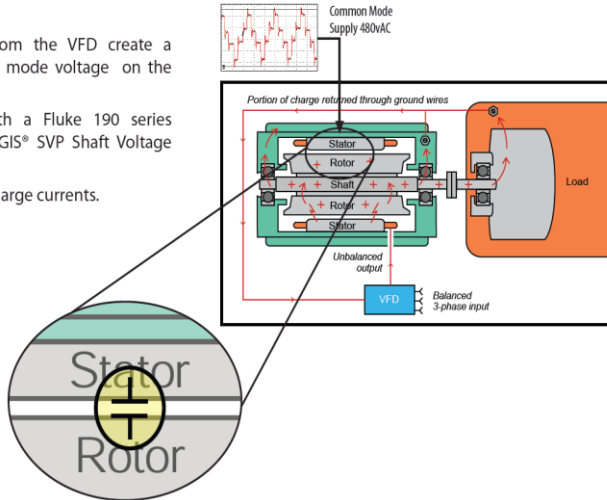 om the VFD create a
mode voltage on the
th a Fluke 190 series
GIS® SVP Shaft Voltage
arge currents.
Common Mode
Supply 480vAC
Portion of charge returned through ground wires
Stator
Rotor
Shaft
Rotor
Stator
Load
Unbalanced
output
VFD
Balanced
3-phase input
Stator
Rotor